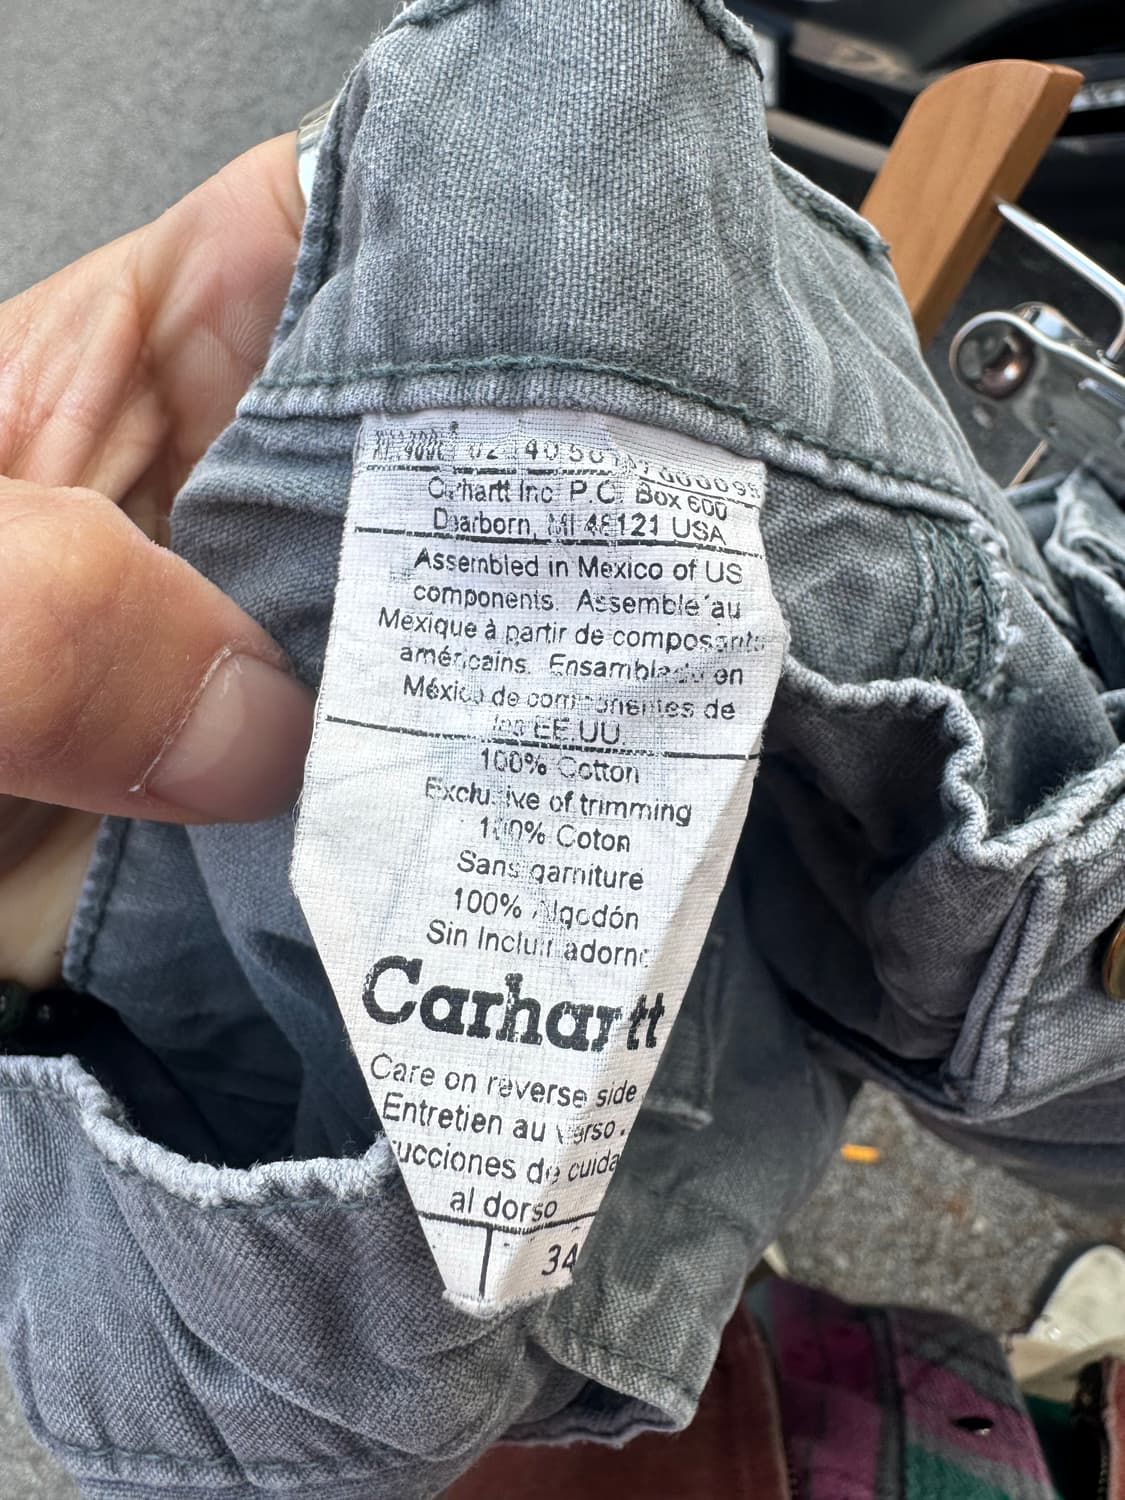 Carhartt Inc P.C. Box 600
Dearborn, MI 48121 USA
Assembled in Mexico of US
components. Assemble´au
Mexique à partir de composants
américains. Ensamblado en
México de componentes de
los EE.UU.
100% Cotton
Exclusive of trimming
100% Coton
Sans garniture
100% Algodón
Sin Incluir adorno
Carhartt
Care on reverse side
Entretien au verso.
ucciones de cuida
al dorso
34